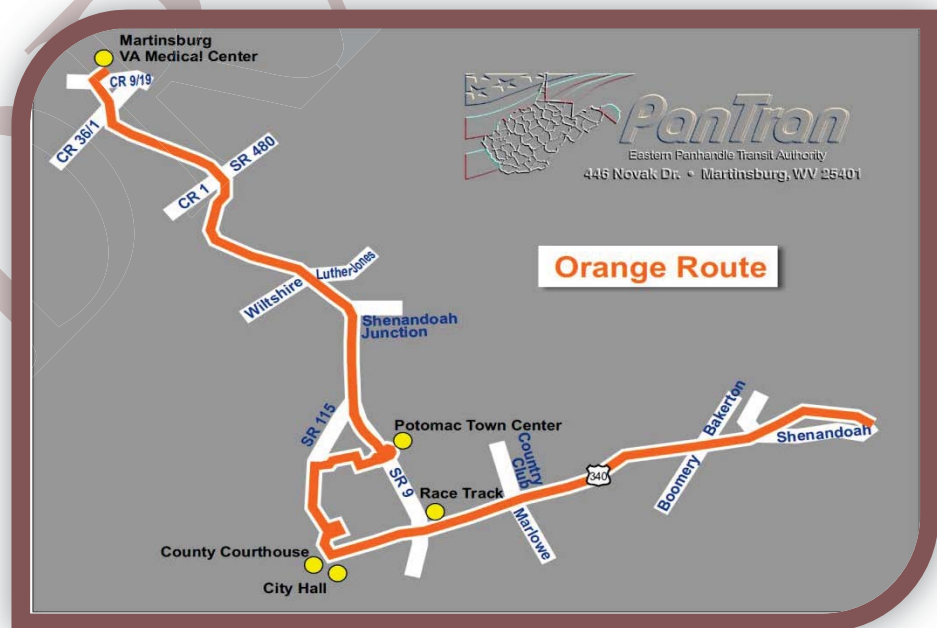 Martinsburg
VA Medical Center
CR 9/19
CR 36/1
SR 480
CR 1
PanTran
Eastern Panhandle Transit Authority
446 Novak Dr. • Martinsburg, WV 25401
Orange Route
Luther Jones
Wiltshire
Shenandoah
Junction
SR 115
Potomac Town Center
SR 9
Race Track
Country
Club
Marlowe
340
Bakerton
Boomery
Shenandoah
County Courthouse
City Hall